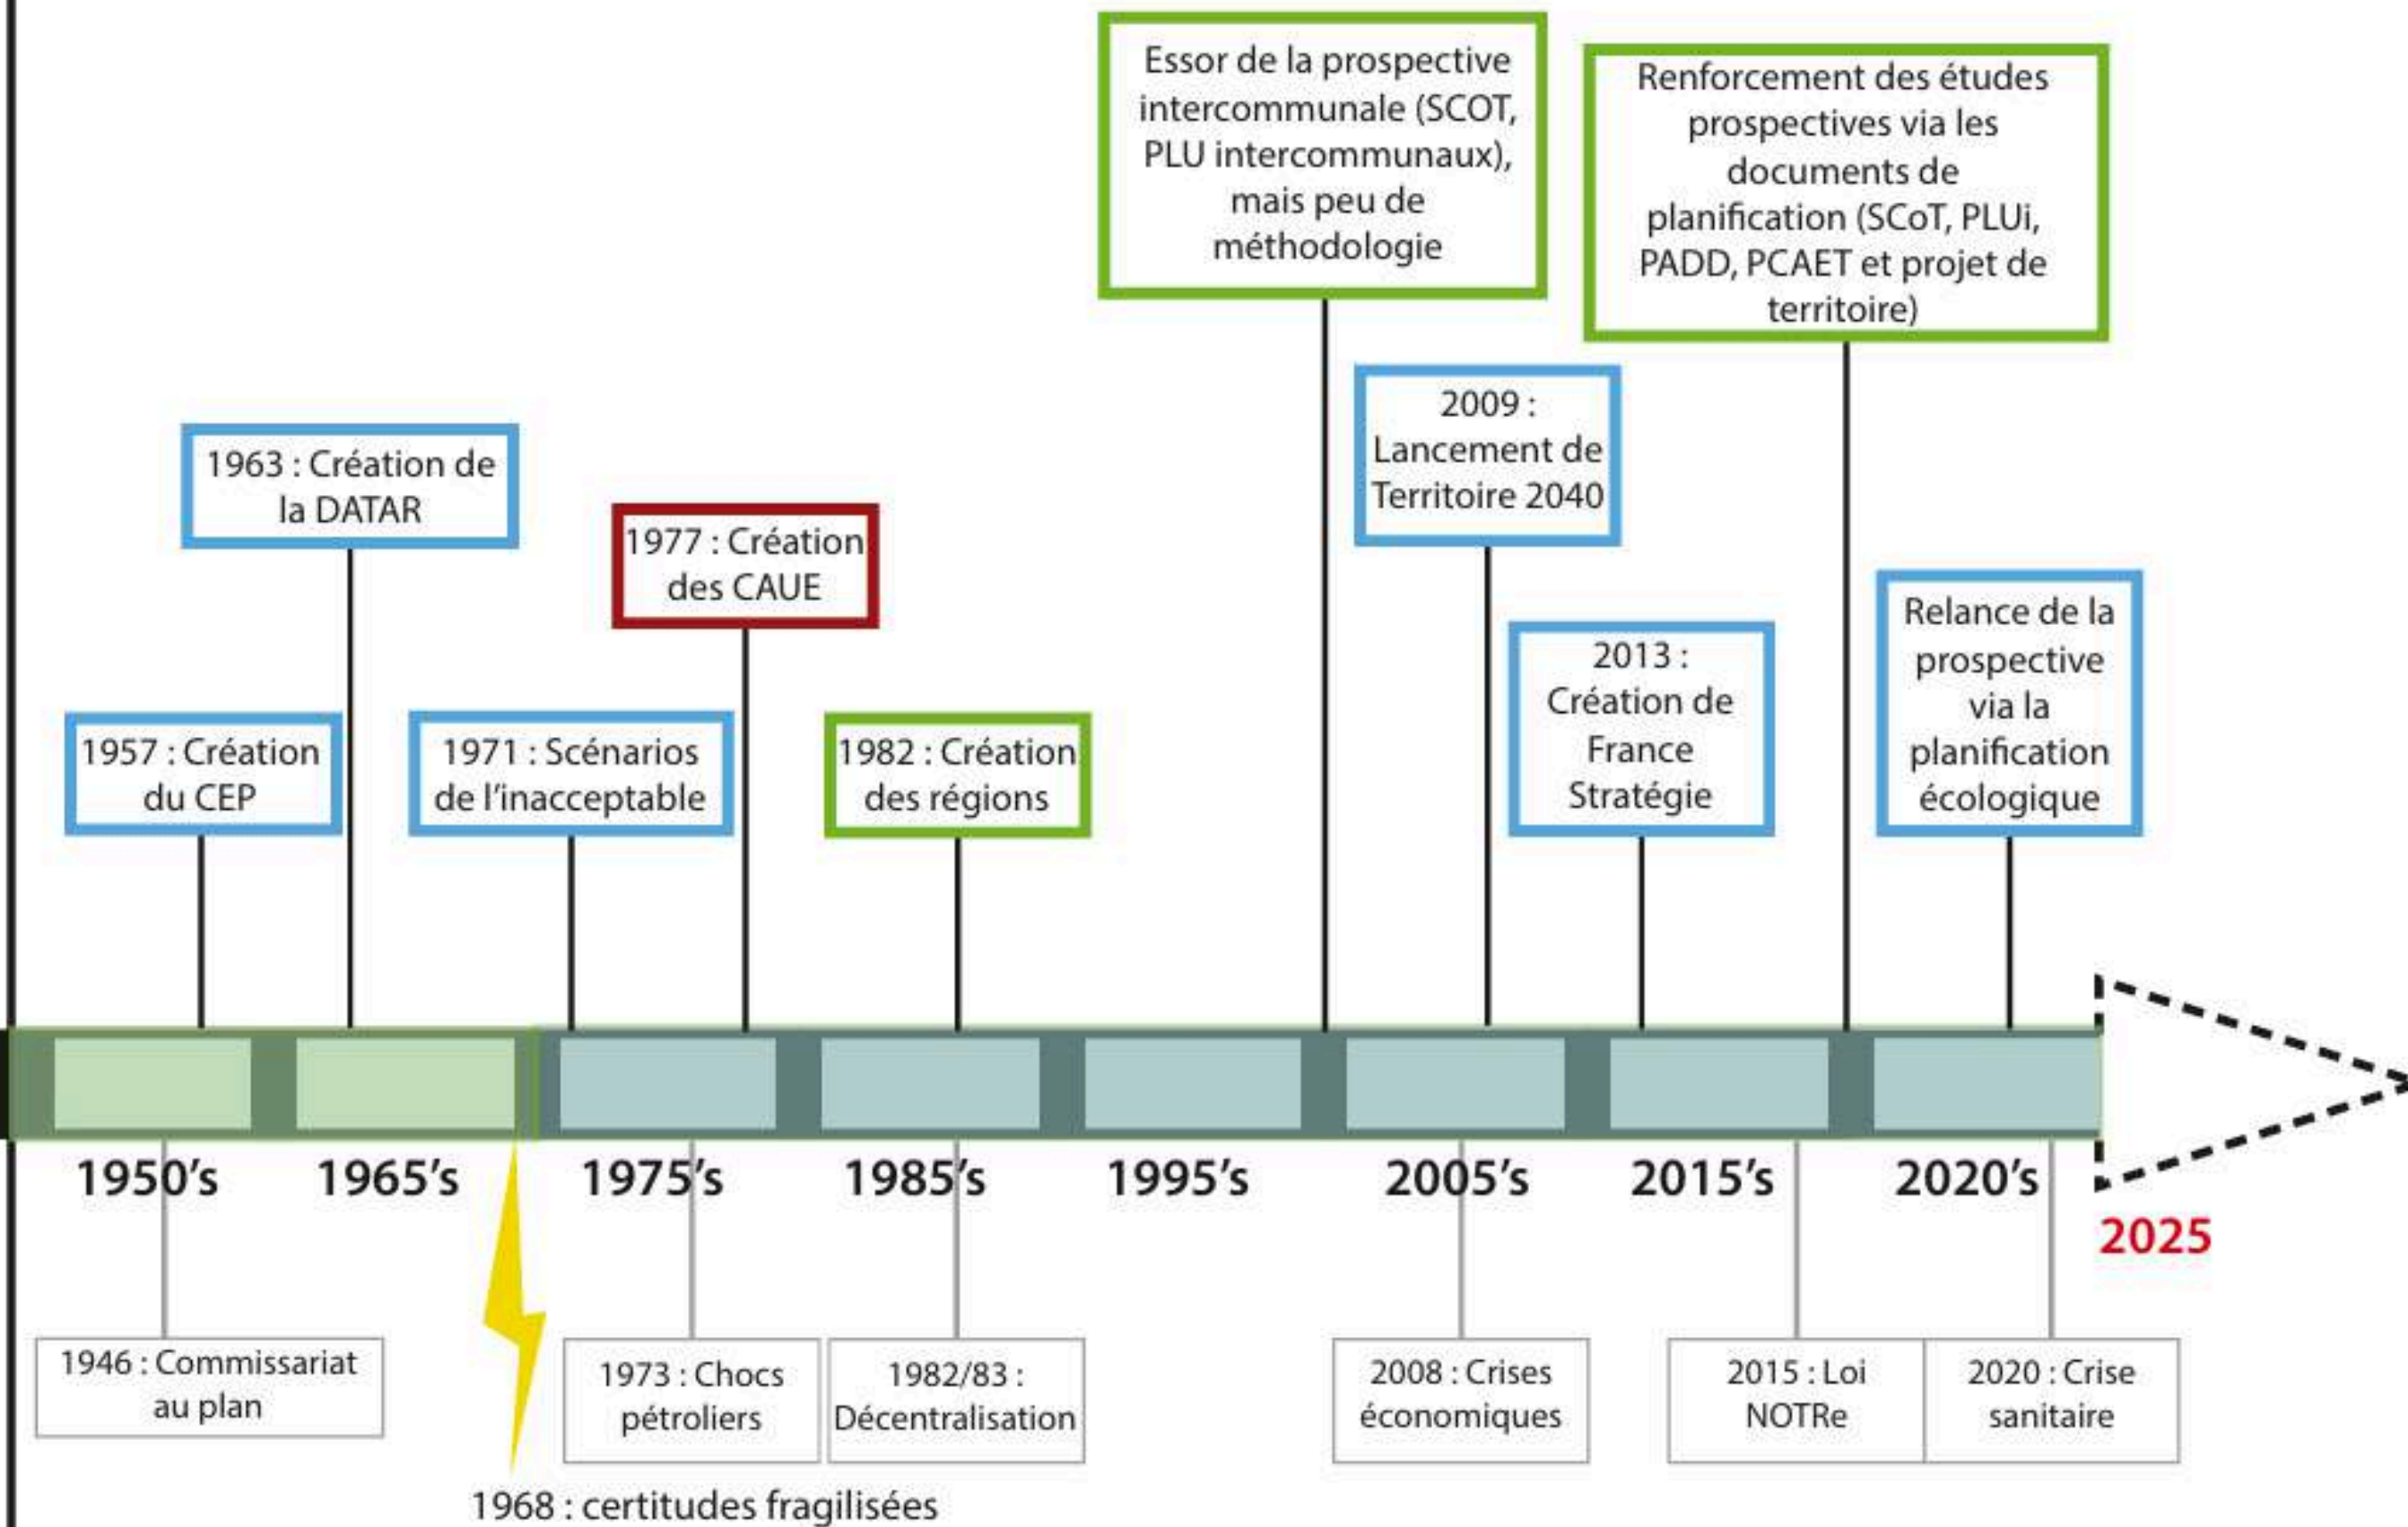 Essor de la prospective
intercommunale (SCOT,
PLU intercommunaux),
mais peu de
méthodologie
Renforcement des études
prospectives via les
documents de
planification (SCoT, PLUi,
PADD, PCAET et projet de
territoire)
2009 :
Lancement de
Territoire 2040
1963 : Création de
la DATAR
1977 : Création
des CAUE
Relance de la
prospective
via la
planification
écologique
2013 :
Création de
France
Stratégie
1957 : Création
du CEP
1971 : Scénarios
de l'inacceptable
1982 : Création
des régions
1950's
1965's
1975's
1985's
1995's
2005's
2015's
2020's
2025
1946 : Commissariat
au plan
1973 : Chocs
pétroliers
1982/83 :
Décentralisation
2008 : Crises
économiques
2015 : Loi
NOTRe
2020 : Crise
sanitaire
1968 : certitudes fragilisées